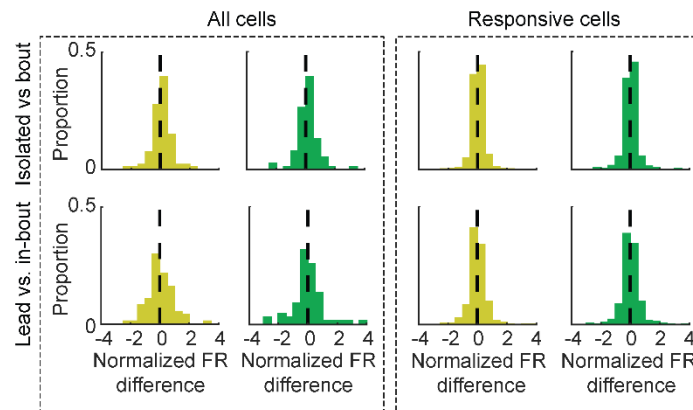 All cells
Responsive cells
Isolated vs bout
Proportion
0.5
0
Lead vs. in-bout
Proportion
0.5
0
−4 −2 0 2 4
−4 −2 0 2 4
−4 −2 0 2 4
−4 −2 0 2 4
Normalized FR
difference
Normalized FR
difference
Normalized FR
difference
Normalized FR
difference